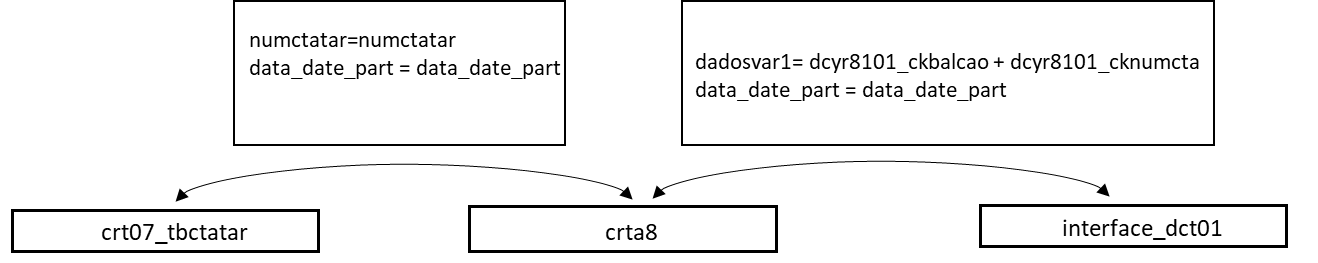 numctatar=numctatar
data_date_part = data_date_part
dadosvar1= dcyr8101_ckbalcao + dcyr8101_cknumcta
data_date_part = data_date_part
crt07_tbctatar
crta8
interface_dct01